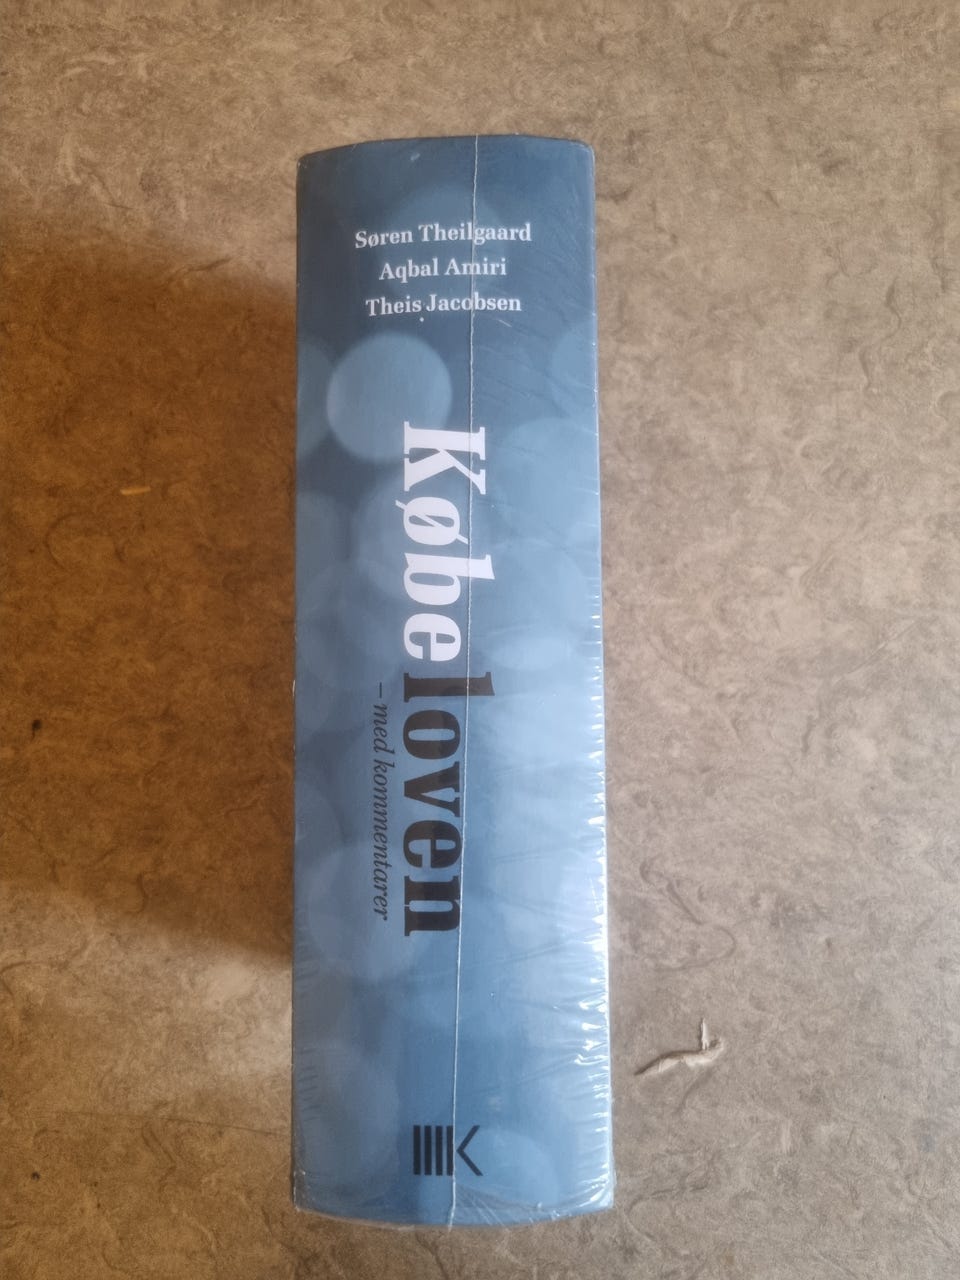 Søren Theilgaard
Aqbal Amiri
Theis Jacobsen
Købeloven
– med kommentarer
K